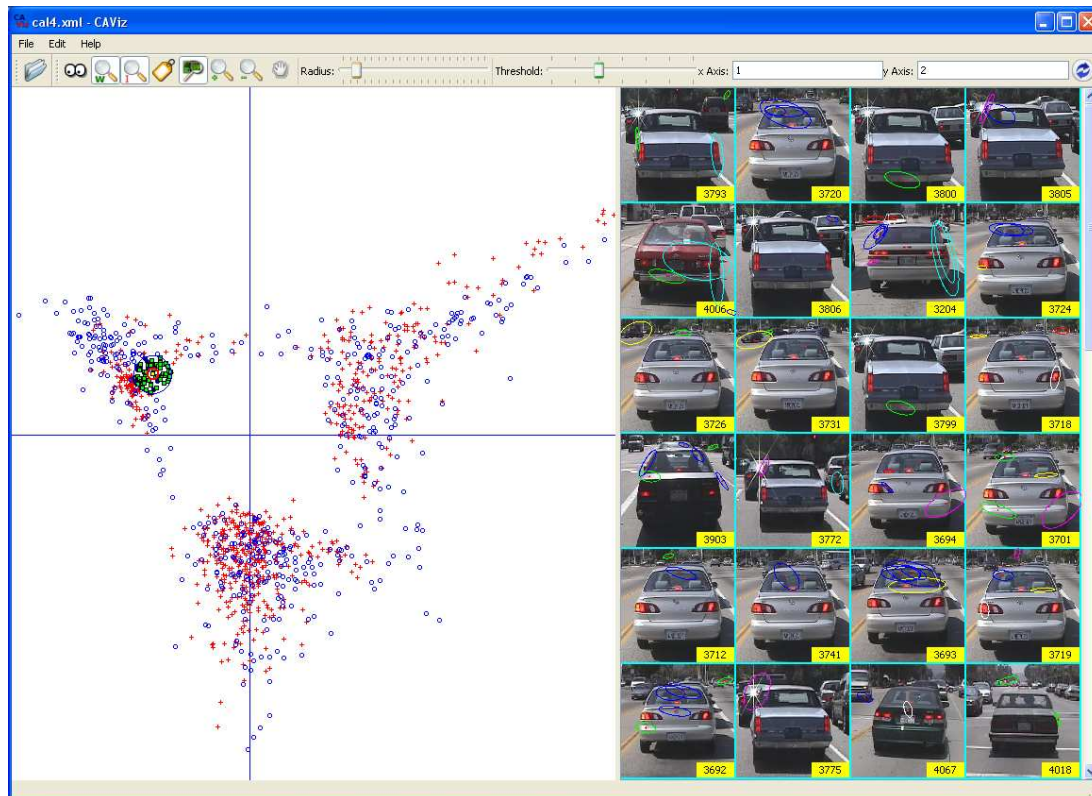 cal4.xml - CAViz
File Edit Help
Radius: Threshold: x Axis: 1 y Axis: 2
3793 3720 3800 3805
4006 3806 3204 3724
3726 3731 3799 3718
3903 3772 3694 3701
3712 3741 3693 3719
3692 3775 4067 4018